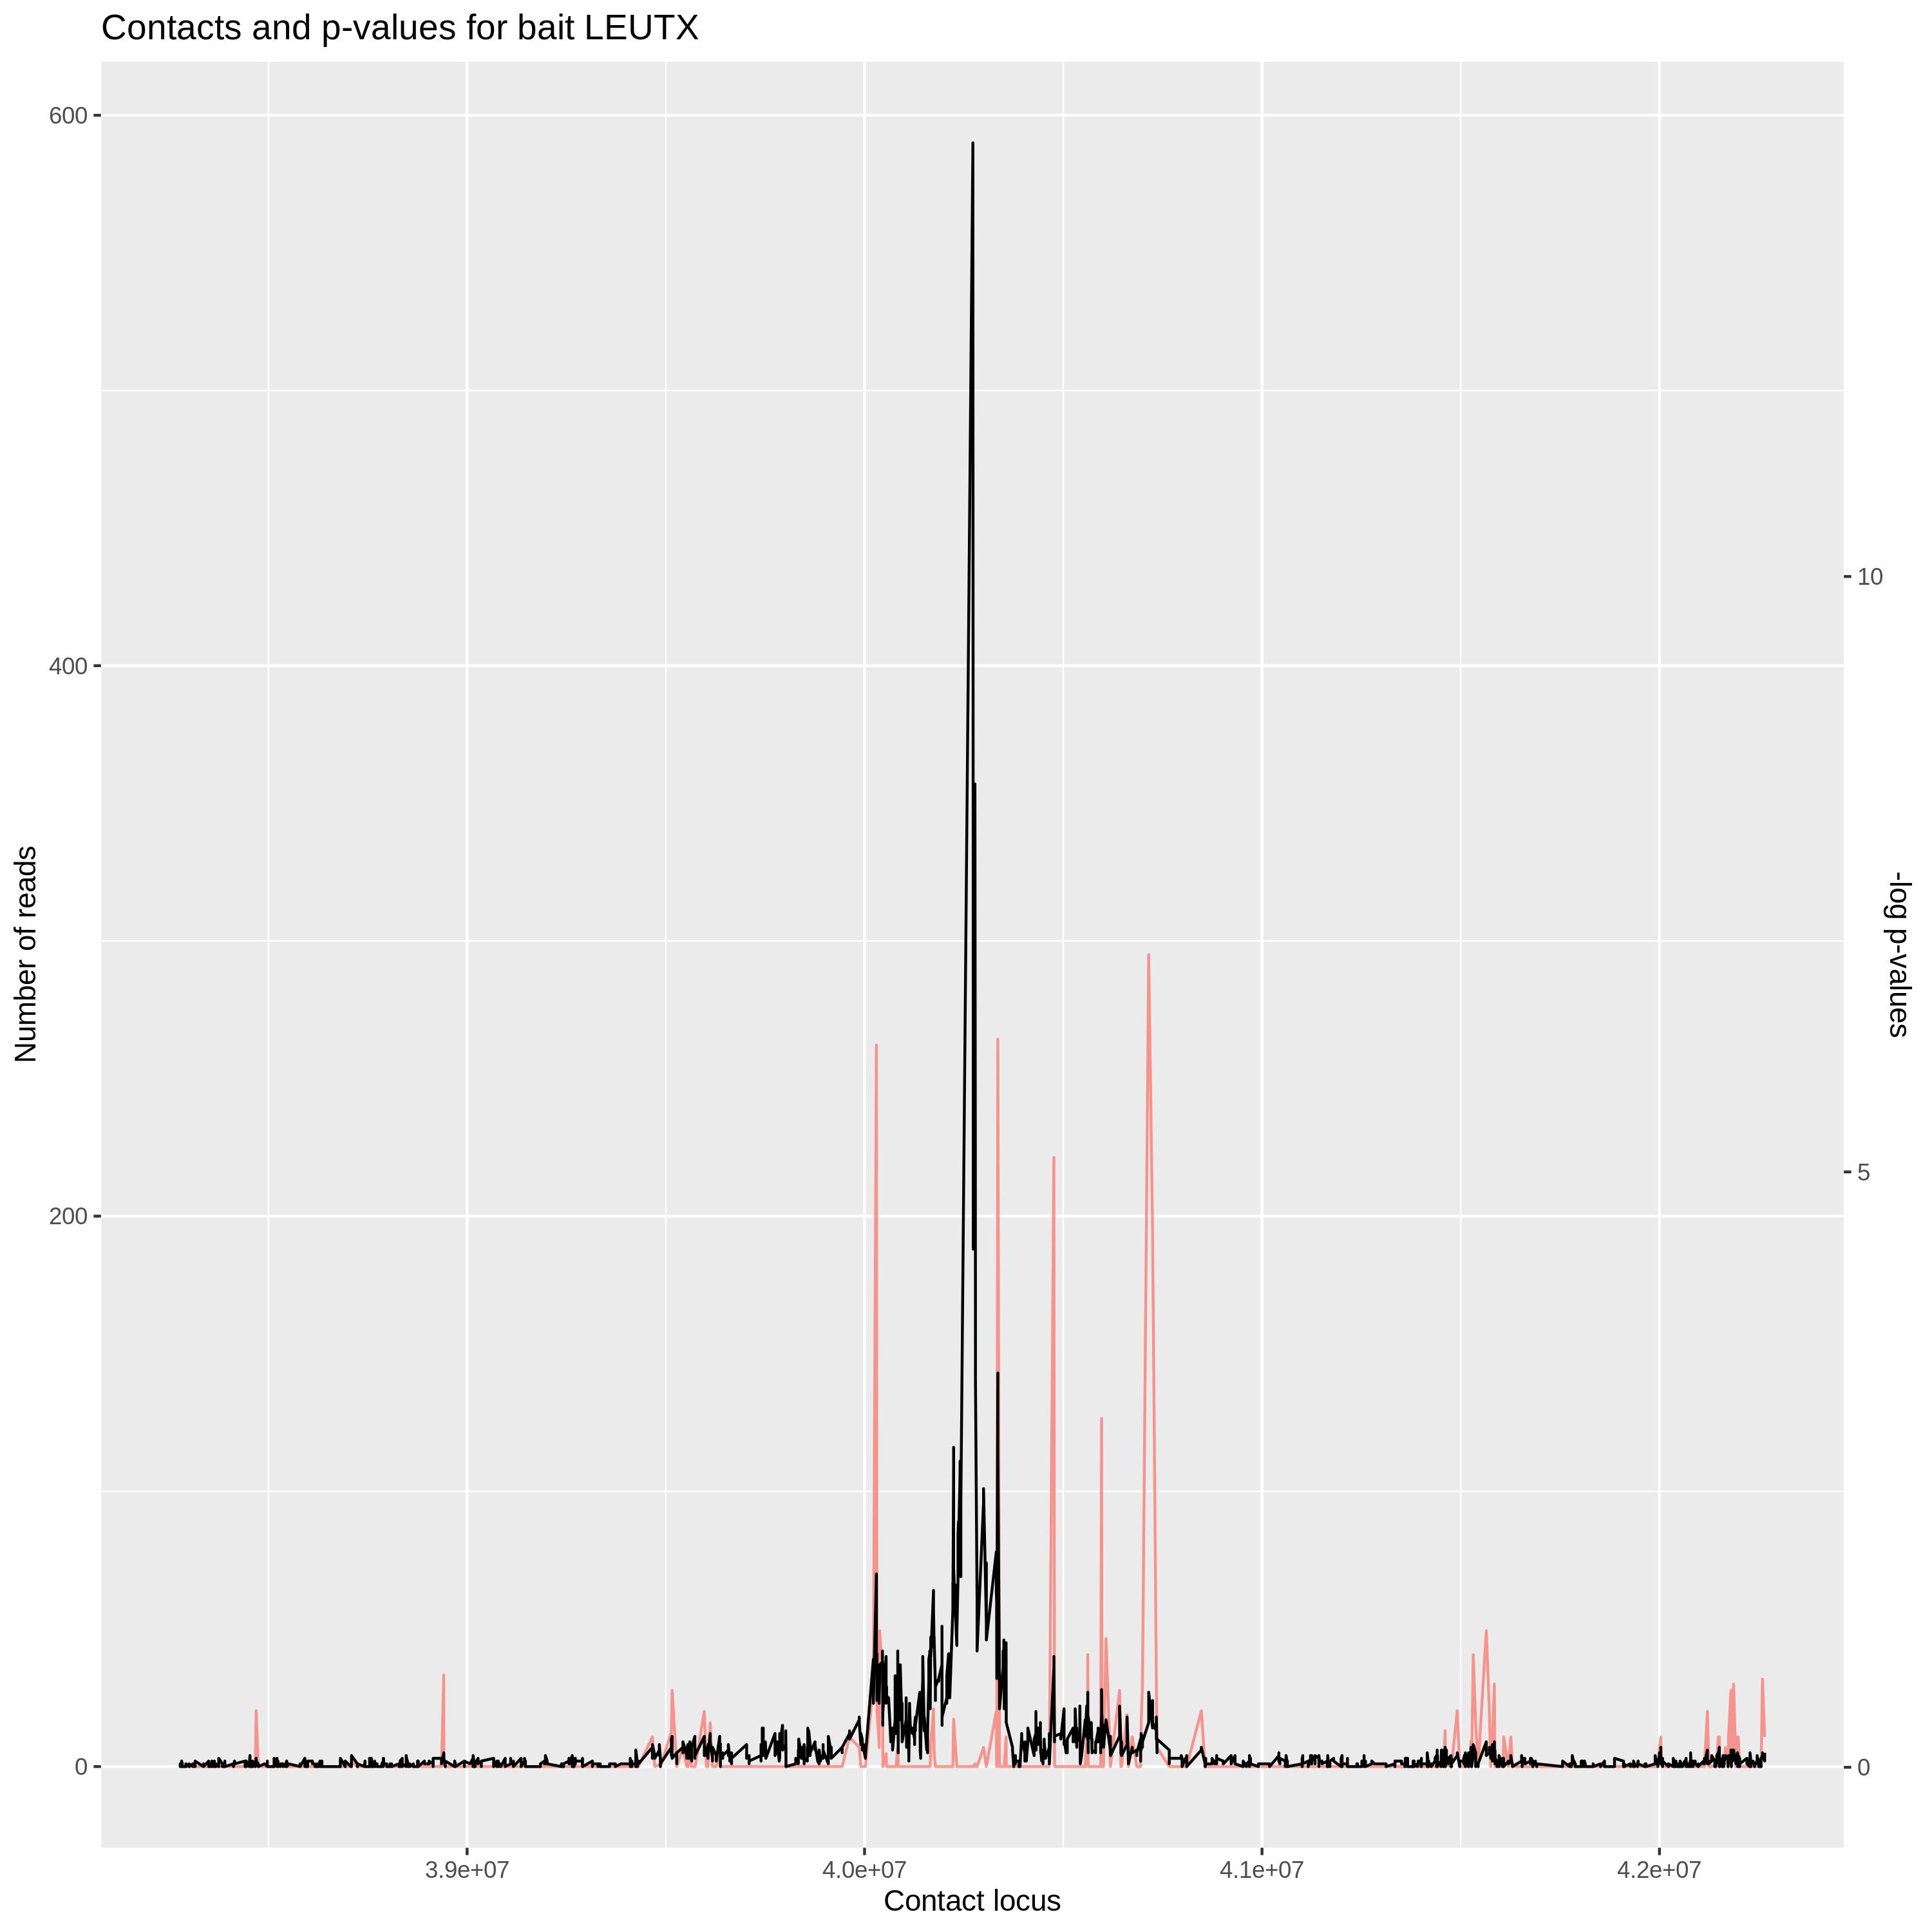 Contacts and p-values for bait LEUTX
600
400
200
0
Number of reads
10
5
0
-log p-values
3.9e+07
4.0e+07
4.1e+07
4.2e+07
Contact locus